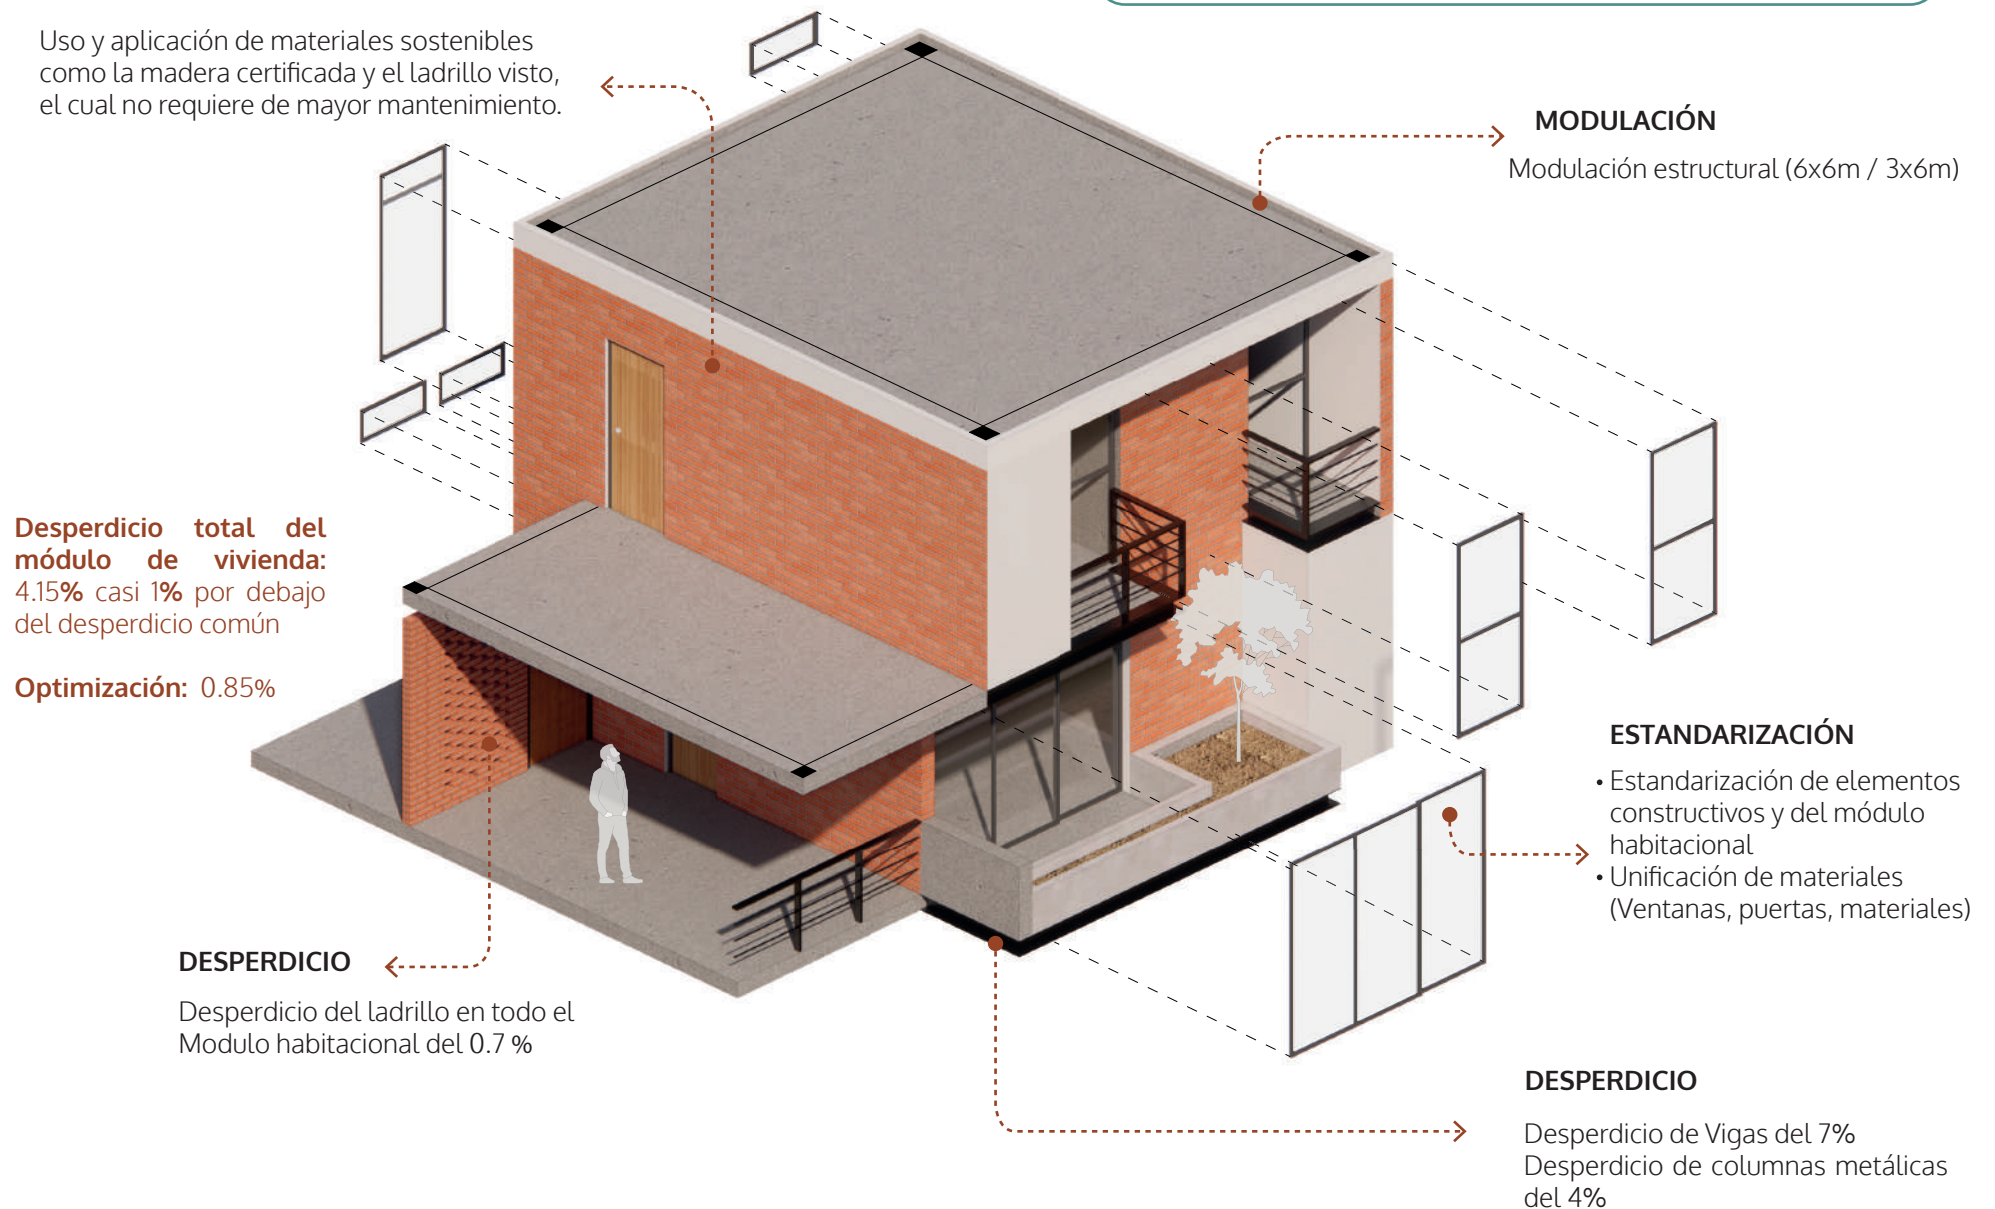 Uso y aplicación de materiales sostenibles
como la madera certificada y el ladrillo visto,
el cual no requiere de mayor mantenimiento.
MODULACIÓN
Modulación estructural (6x6m / 3x6m)
Desperdicio total del
módulo de vivienda:
4.15% casi 1% por debajo
del desperdicio común
Optimización: 0.85%
ESTANDARIZACIÓN
• Estandarización de elementos
constructivos y del módulo
habitacional
• Unificación de materiales
(Ventanas, puertas, materiales)
DESPERDICIO
Desperdicio del ladrillo en todo el
Modulo habitacional del 0.7 %
DESPERDICIO
Desperdicio de Vigas del 7%
Desperdicio de columnas metálicas
del 4%